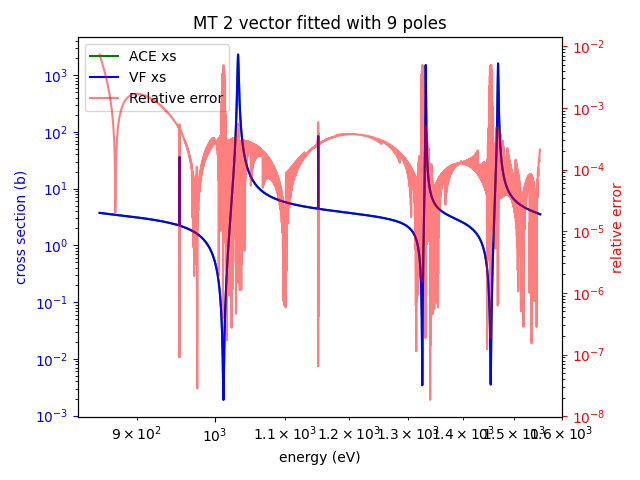 MT 2 vector fitted with 9 poles
ACE xs
VF xs
Relative error
cross section (b)
10³
10²
10¹
10⁰
10⁻¹
10⁻²
10⁻³
10⁻²
10⁻³
10⁻⁴
10⁻⁵
10⁻⁶
10⁻⁷
10⁻⁸
relative error
9 × 10² 10³ 1.1 × 10³ 1.2 × 10³ 1.3 × 10³ 1.4 × 10³ 1.5 × 10³ 1.6 × 10³
energy (eV)